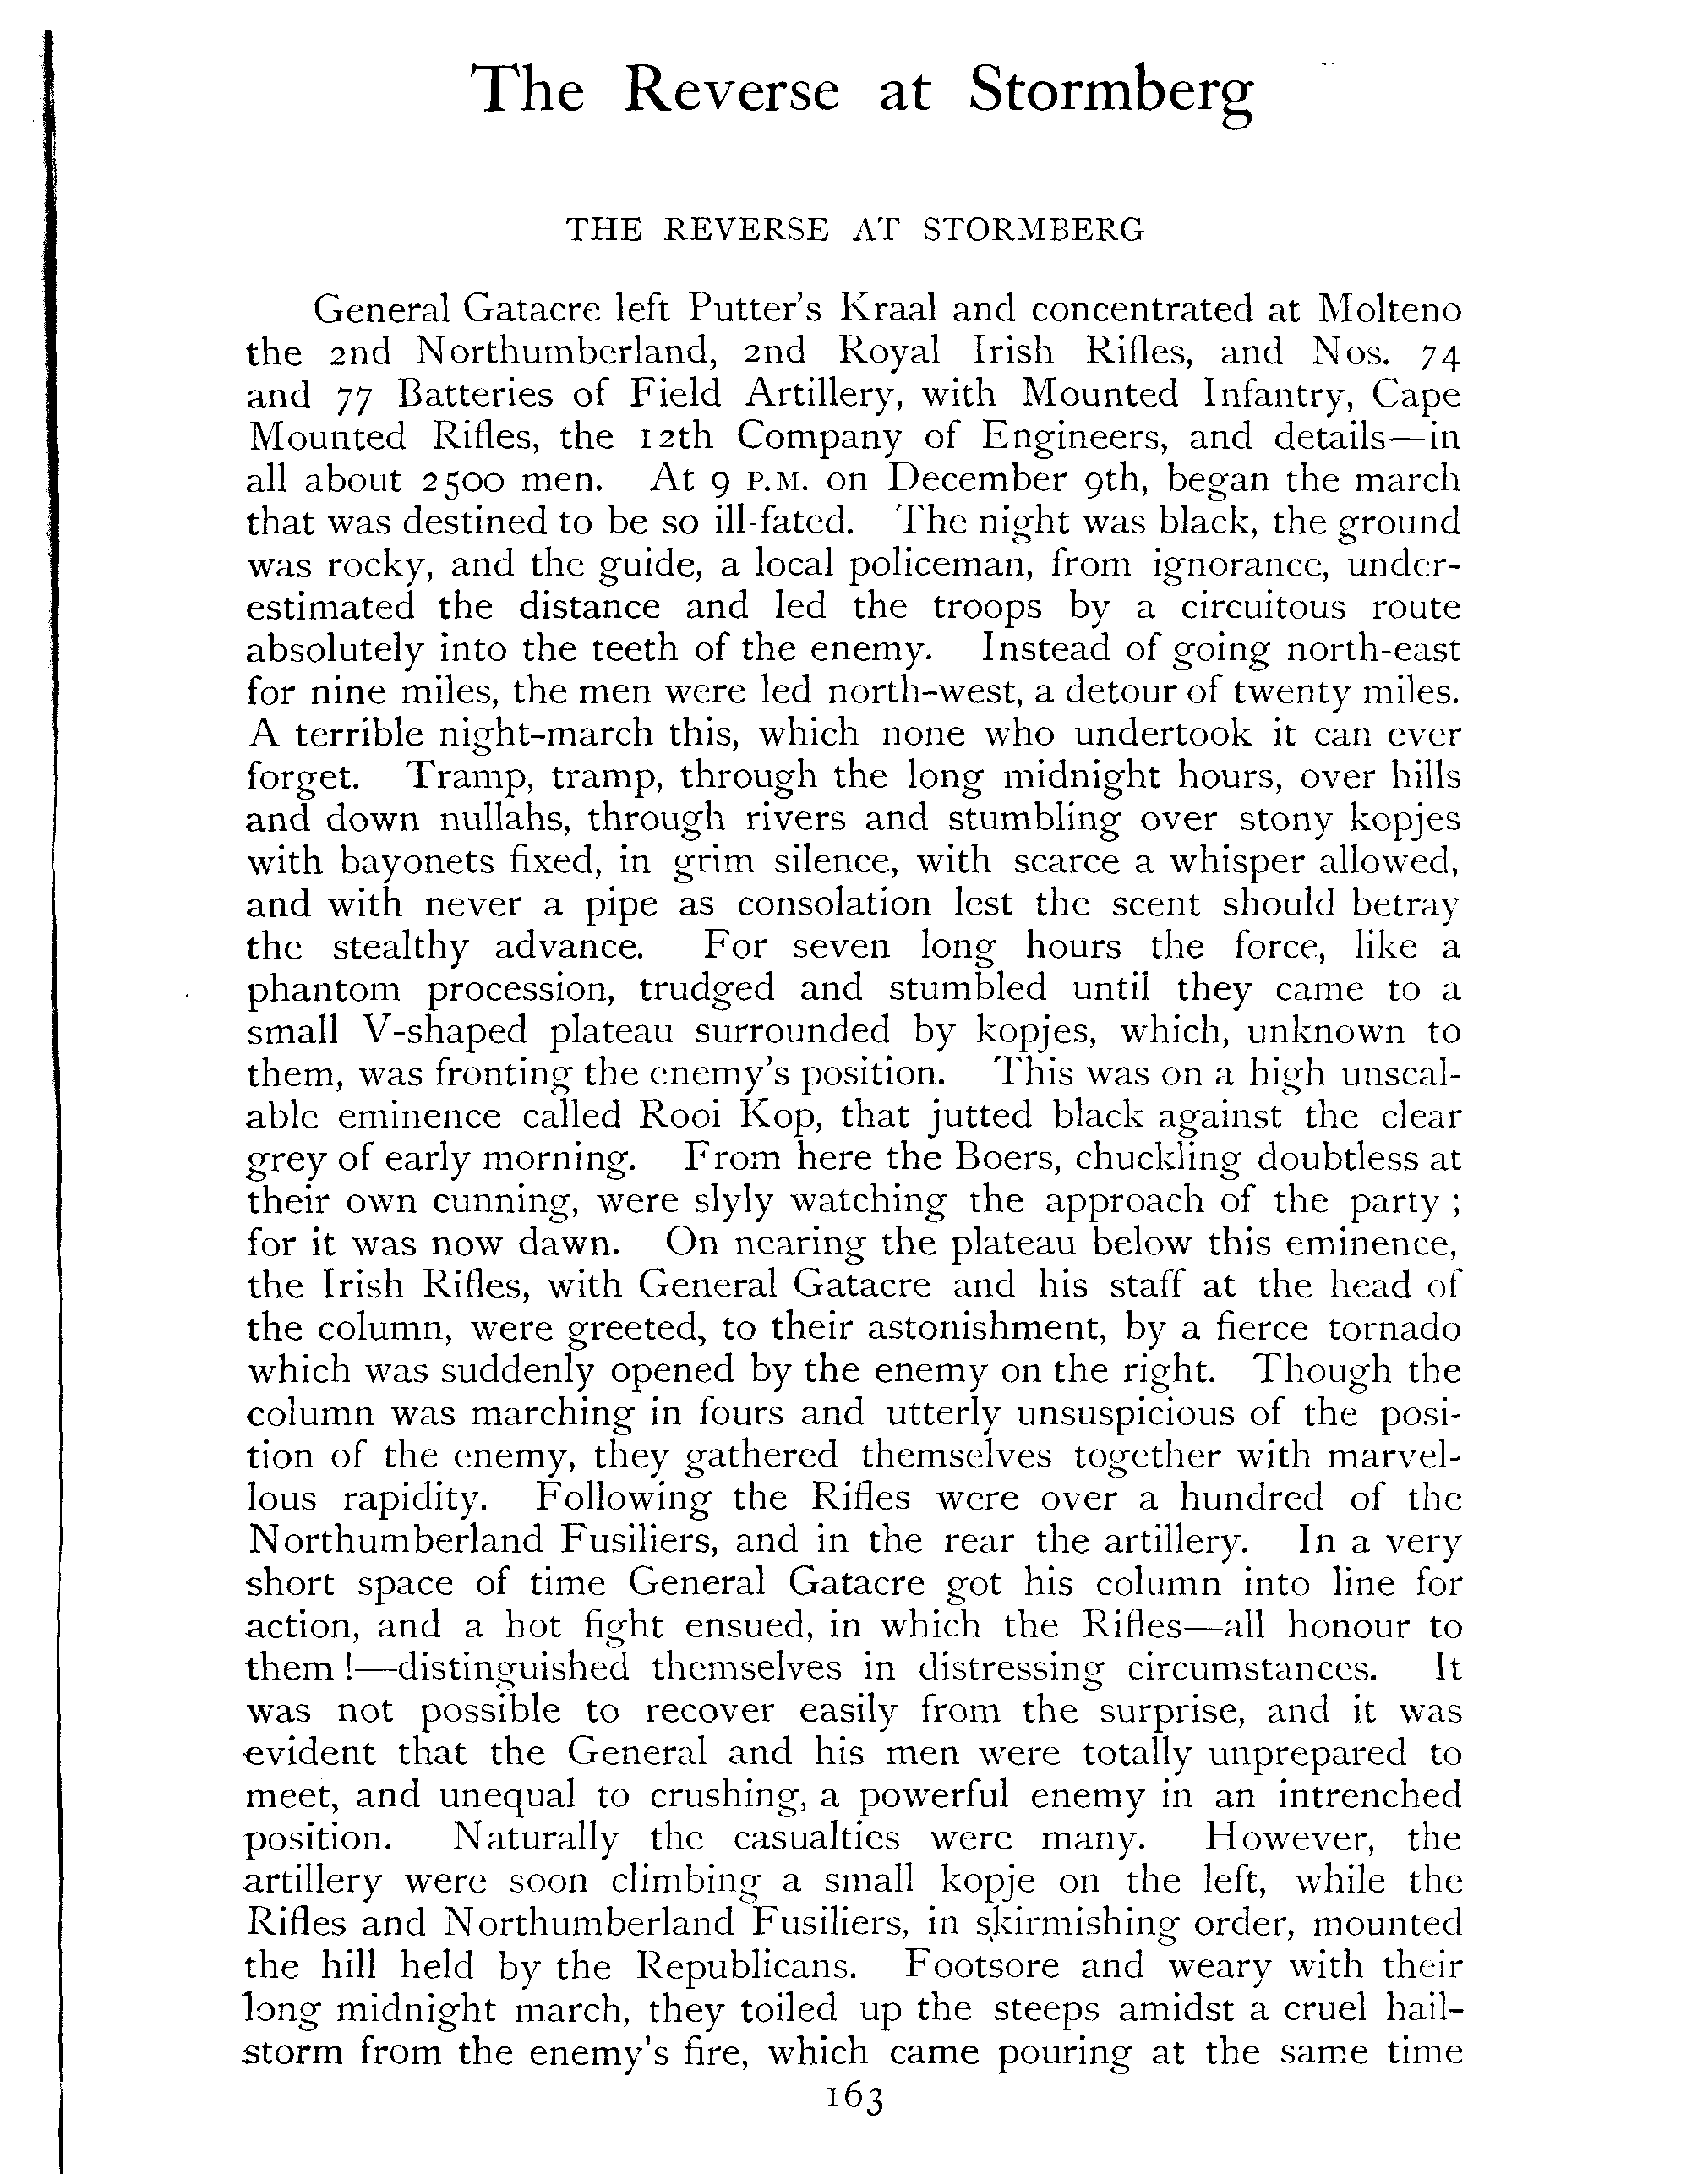 The Reverse at Stormberg
THE REVERSE AT STORMBERG
General Gatacre left Putter's Kraal and concentrated at Molteno
the 2nd Northumberland, 2nd Royal Irish Rifles, and Nos. 74
and 77 Batteries of Field Artillery, with Mounted Infantry, Cape
Mounted Rifles, the 12th Company of Engineers, and details—in
all about 2500 men. At 9 P.M. on December 9th, began the march
that was destined to be so ill-fated. The night was black, the ground
was rocky, and the guide, a local policeman, from ignorance, under-
estimated the distance and led the troops by a circuitous route
absolutely into the teeth of the enemy. Instead of going north-east
for nine miles, the men were led north-west, a detour of twenty miles.
A terrible night-march this, which none who undertook it can ever
forget. Tramp, tramp, through the long midnight hours, over hills
and down nullahs, through rivers and stumbling over stony kopjes
with bayonets fixed, in grim silence, with scarce a whisper allowed,
and with never a pipe as consolation lest the scent should betray
the stealthy advance. For seven long hours the force, like a
phantom procession, trudged and stumbled until they came to a
small V-shaped plateau surrounded by kopjes, which, unknown to
them, was fronting the enemy's position. This was on a high unscal-
able eminence called Rooi Kop, that jutted black against the clear
grey of early morning. From here the Boers, chuckling doubtless at
their own cunning, were slyly watching the approach of the party ;
for it was now dawn. On nearing the plateau below this eminence,
the Irish Rifles, with General Gatacre and his staff at the head of
the column, were greeted, to their astonishment, by a fierce tornado
which was suddenly opened by the enemy on the right. Though the
column was marching in fours and utterly unsuspicious of the posi-
tion of the enemy, they gathered themselves together with marvel-
lous rapidity. Following the Rifles were over a hundred of the
Northumberland Fusiliers, and in the rear the artillery. In a very
short space of time General Gatacre got his column into line for
action, and a hot fight ensued, in which the Rifles—all honour to
them !—distinguished themselves in distressing circumstances. It
was not possible to recover easily from the surprise, and it was
evident that the General and his men were totally unprepared to
meet, and unequal to crushing, a powerful enemy in an intrenched
position. Naturally the casualties were many. However, the
artillery were soon climbing a small kopje on the left, while the
Rifles and Northumberland Fusiliers, in skirmishing order, mounted
the hill held by the Republicans. Footsore and weary with their
long midnight march, they toiled up the steeps amidst a cruel hail-
storm from the enemy's fire, which came pouring at the same time
163